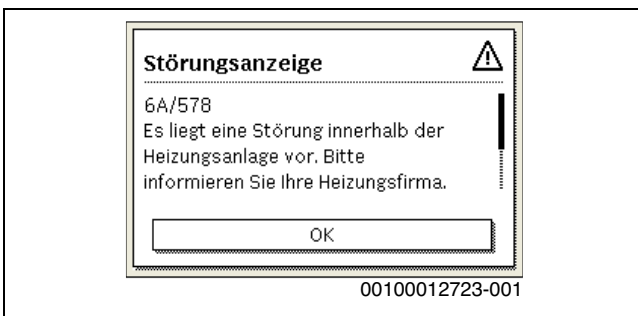 Störungsanzeige
6A/578
Es liegt eine Störung innerhalb der
Heizungsanlage vor. Bitte
informieren Sie Ihre Heizungsfirma.
OK
00100012723-001